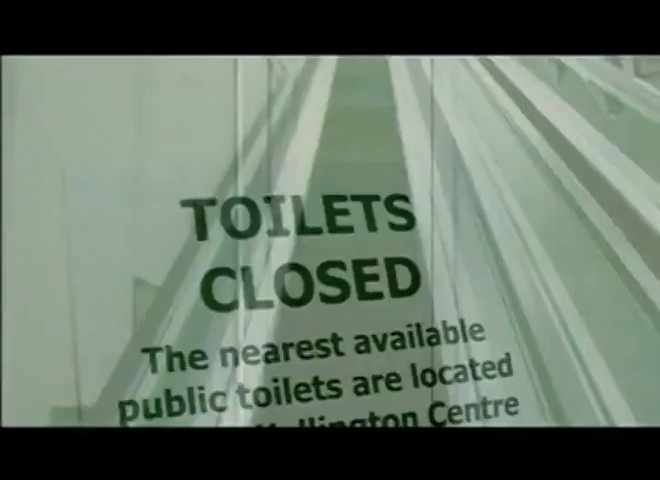 TOILETS
CLOSED
The nearest available
public toilets are located
Centre